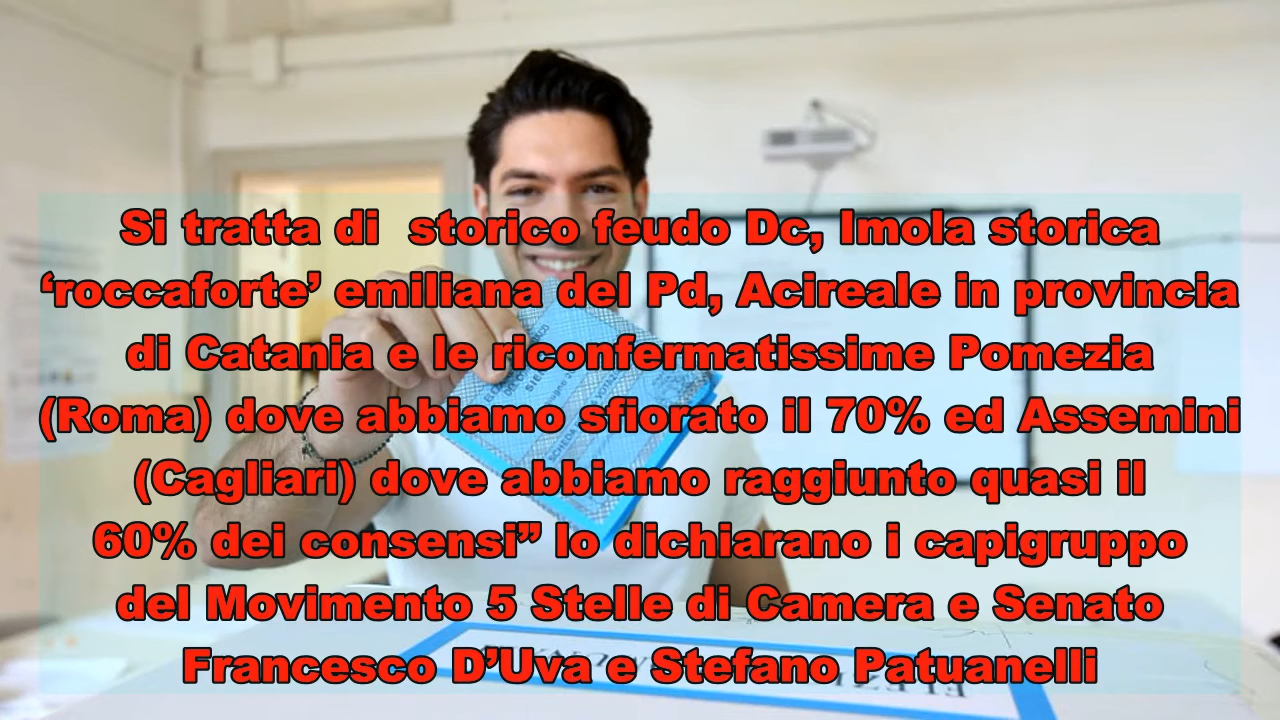 Si tratta di  storico feudo Dc, Imola storica
‘roccaforte’ emiliana del Pd, Acireale in provincia
di Catania e le riconfermatissime Pomezia
(Roma) dove abbiamo sfiorato il 70% ed Assemini
(Cagliari) dove abbiamo raggiunto quasi il
60% dei consensi” lo dichiarano i capigruppo
del Movimento 5 Stelle di Camera e Senato
Francesco D’Uva e Stefano Patuanelli